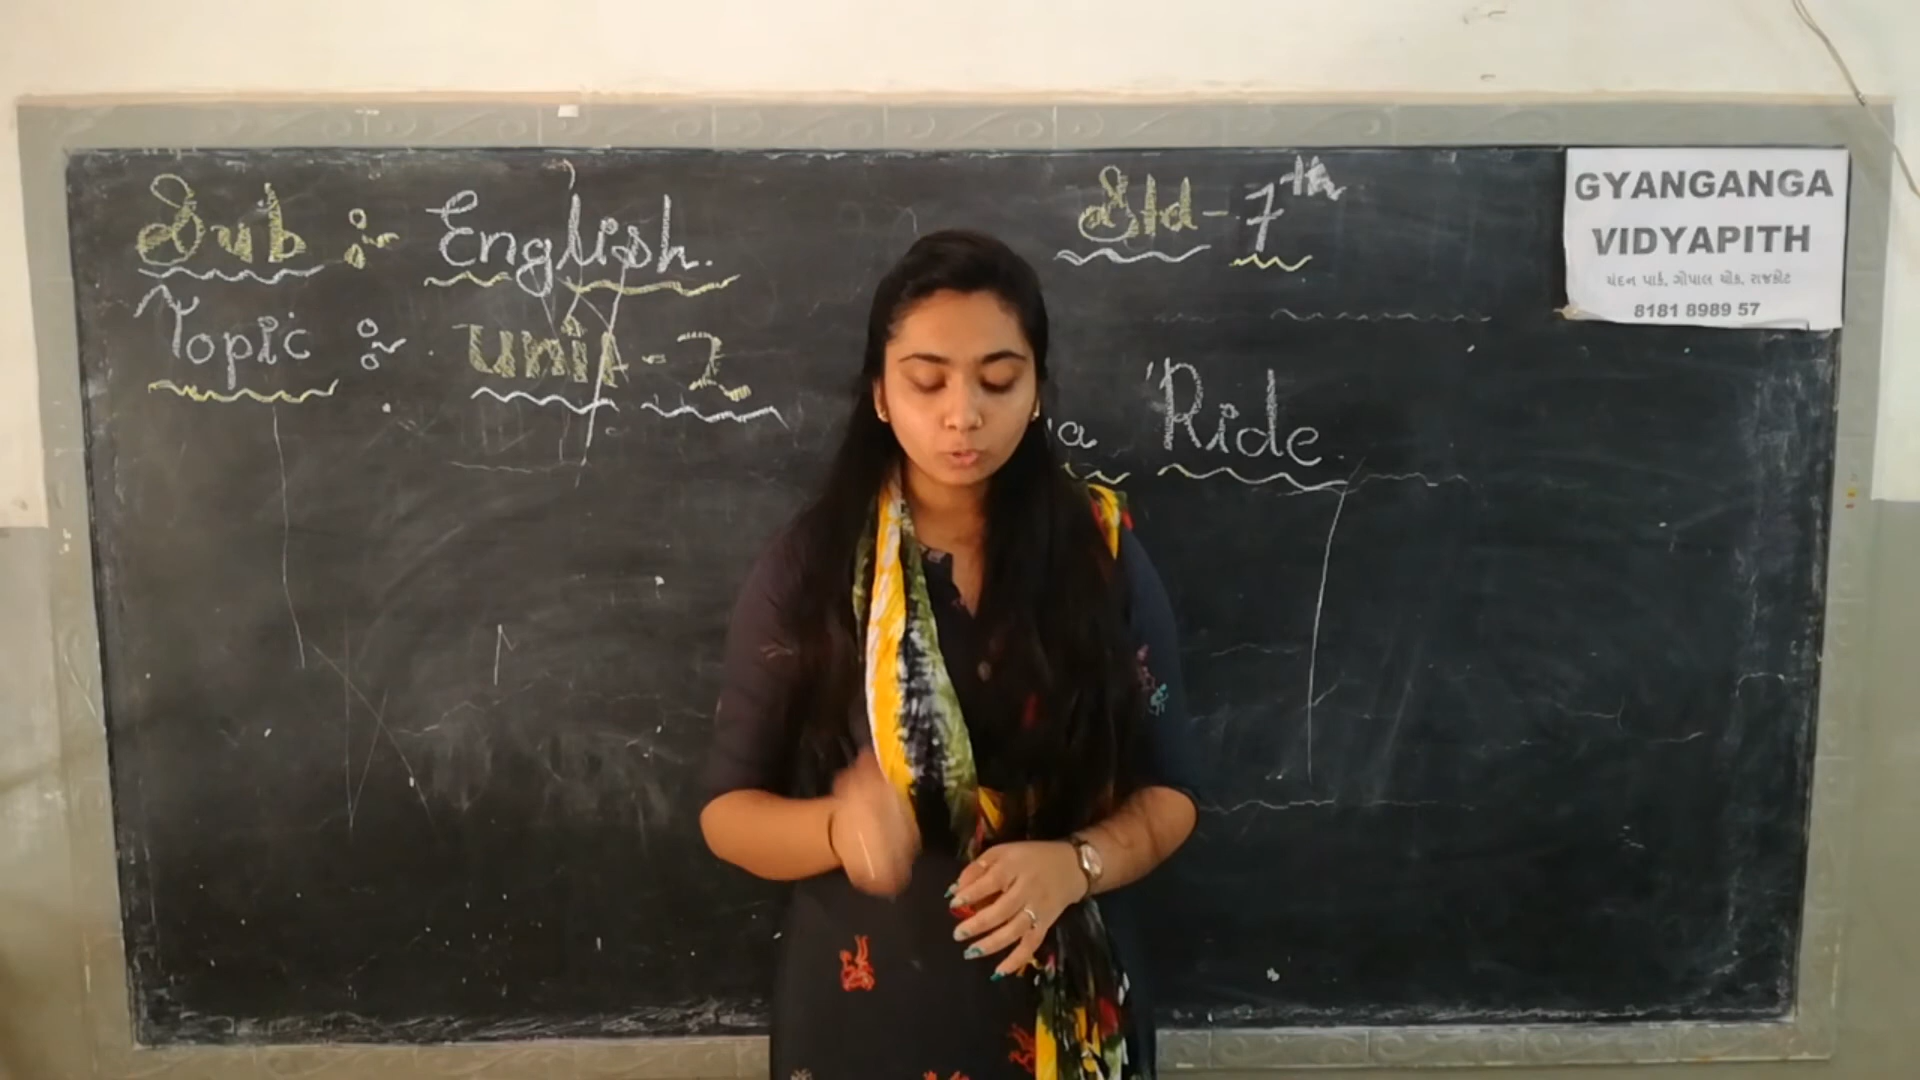 Sub :- English.
Std - 7th
Topic :- unit - 2
a Ride.
GYANGANGA
VIDYAPITH
ચંદન પાર્ક, ગોપાલ ચોક, રાજકોટ
8181 8989 57